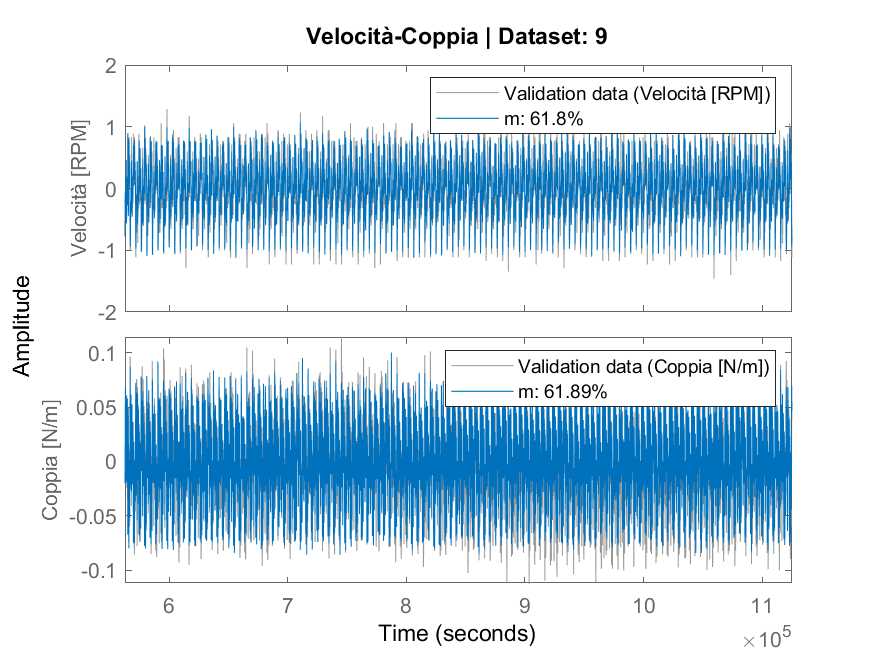 Velocità-Coppia | Dataset: 9
Amplitude
Velocità [RPM]
2
1
0
-1
-2
Validation data (Velocità [RPM])
m: 61.8%
Coppia [N/m]
0.1
0.05
0
-0.05
-0.1
Validation data (Coppia [N/m])
m: 61.89%
6 7 8 9 10 11
Time (seconds)
×10^5